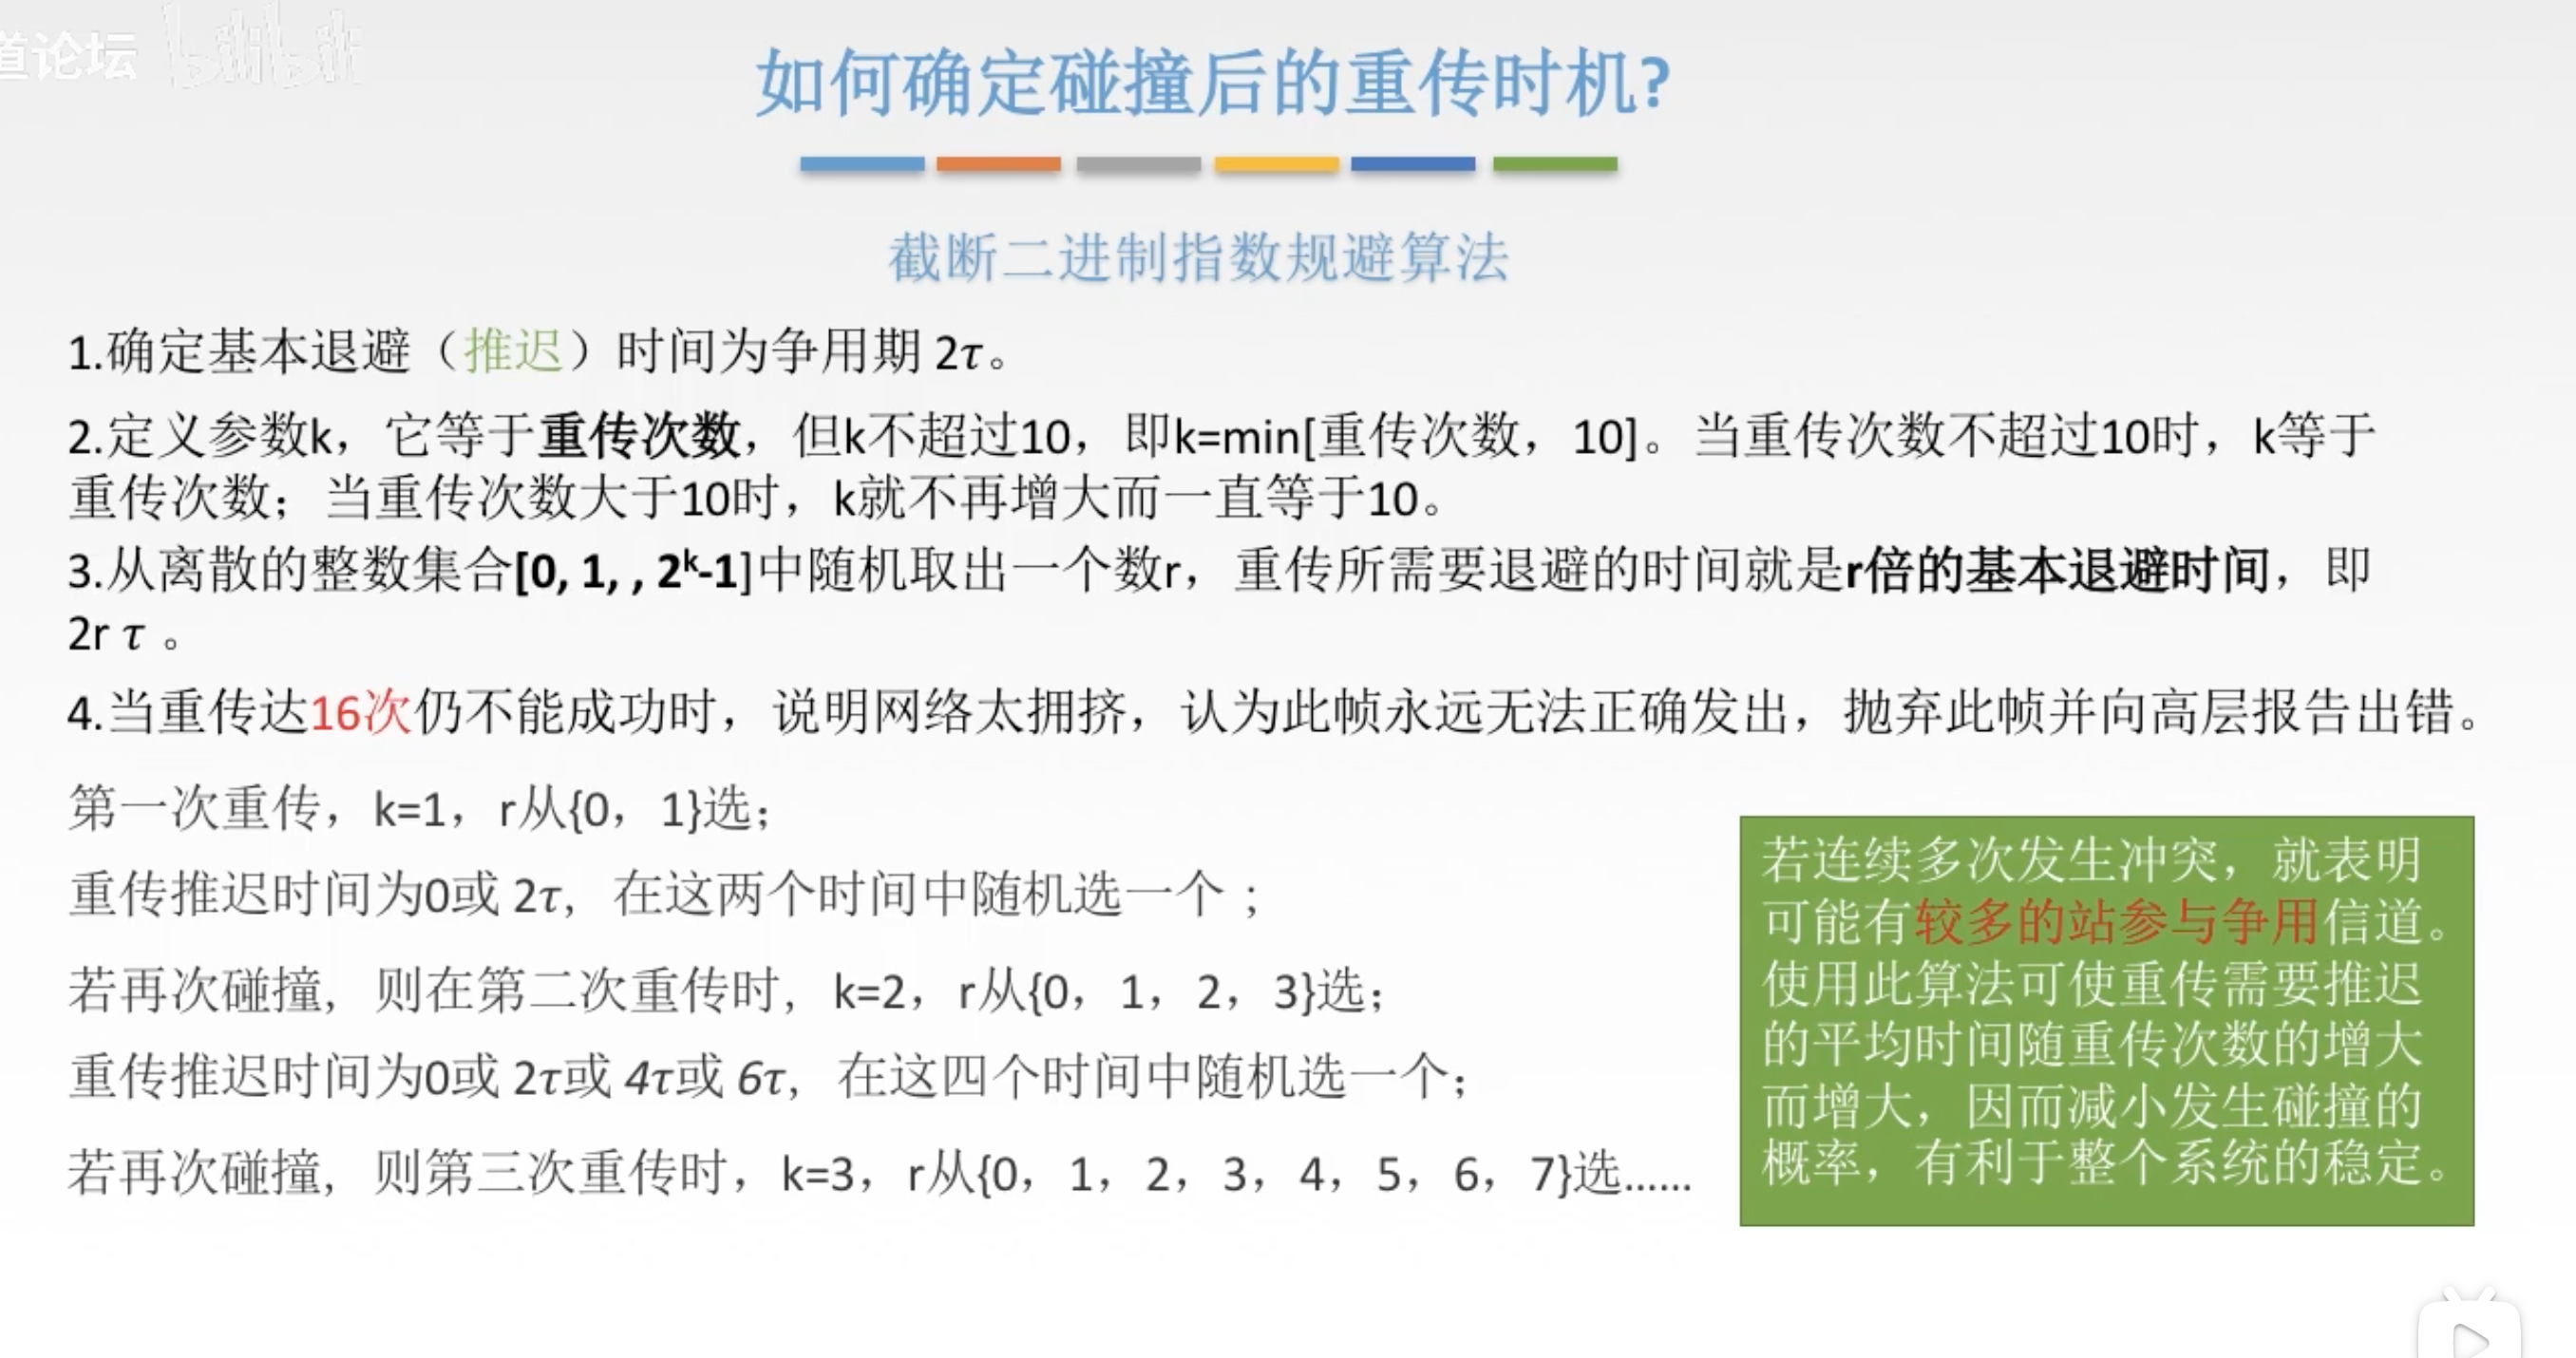 道论坛 bilibili
如何确定碰撞后的重传时机?
截断二进制指数规避算法
1.确定基本退避（推迟）时间为争用期 2τ。
2.定义参数k，它等于重传次数，但k不超过10，即k=min[重传次数，10]。当重传次数不超过10时，k等于
重传次数；当重传次数大于10时，k就不再增大而一直等于10。
3.从离散的整数集合[0, 1, , 2ᵏ-1]中随机取出一个数r，重传所需要退避的时间就是r倍的基本退避时间，即
2r τ 。
4.当重传达16次仍不能成功时，说明网络太拥挤，认为此帧永远无法正确发出，抛弃此帧并向高层报告出错。
第一次重传，k=1，r从{0，1}选；
重传推迟时间为0或 2τ，在这两个时间中随机选一个；
若再次碰撞，则在第二次重传时，k=2，r从{0，1，2，3}选；
重传推迟时间为0或 2τ或 4τ或 6τ，在这四个时间中随机选一个；
若再次碰撞，则第三次重传时，k=3，r从{0，1，2，3，4，5，6，7}选……
若连续多次发生冲突，就表明
可能有较多的站参与争用信道。
使用此算法可使重传需要推迟
的平均时间随重传次数的增大
而增大，因而减小发生碰撞的
概率，有利于整个系统的稳定。